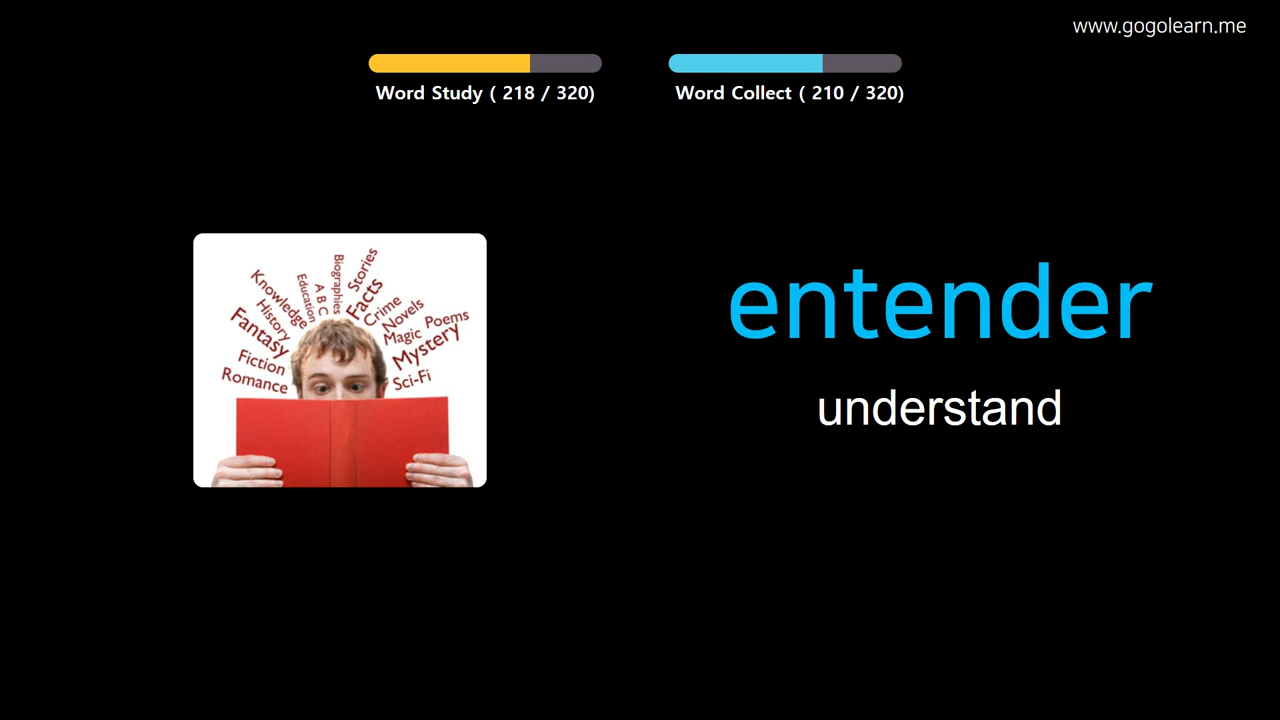 www.gogolearn.me
Word Study ( 218 / 320)
Word Collect ( 210 / 320)
Biographies
Stories
Knowledge
Education
A B C
Facts
History
Crime
Novels
Fantasy
Magic
Poems
Fiction
Mystery
Romance
Sci-Fi
entender
understand